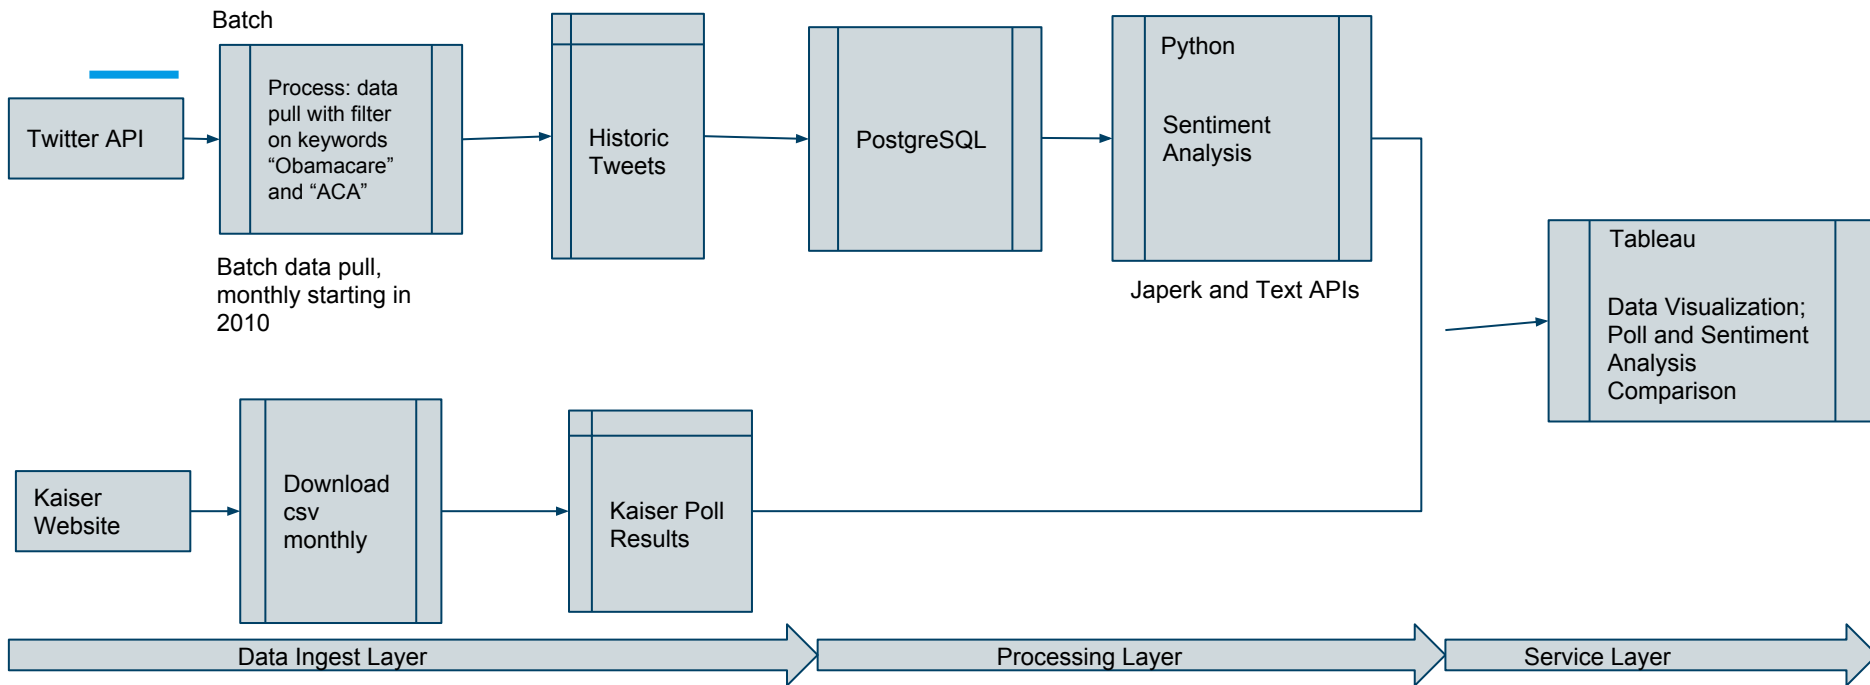 Batch
Twitter API
Process: data
pull with filter
on keywords
“Obamacare”
and “ACA”
Batch data pull,
monthly starting in
2010
Historic
Tweets
PostgreSQL
Python
Sentiment
Analysis
Japerk and Text APIs
Tableau
Data Visualization;
Poll and Sentiment
Analysis
Comparison
Kaiser
Website
Download
csv
monthly
Kaiser Poll
Results
Data Ingest Layer
Processing Layer
Service Layer